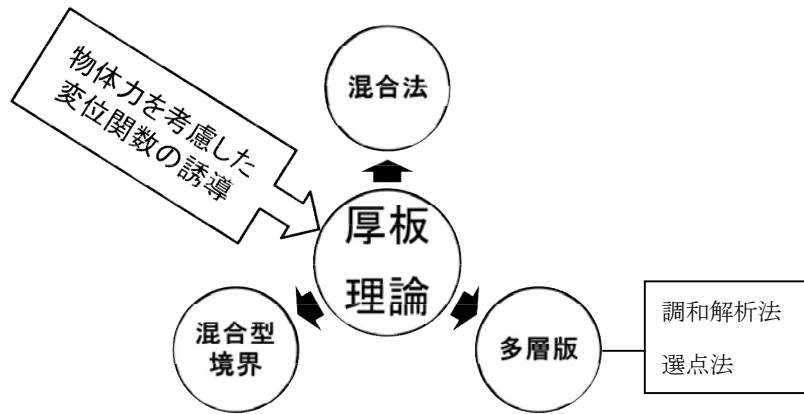 物体力を考慮した
変位関数の誘導
混合法
厚板
理論
混合型
境界
多層版
調和解析法
選点法